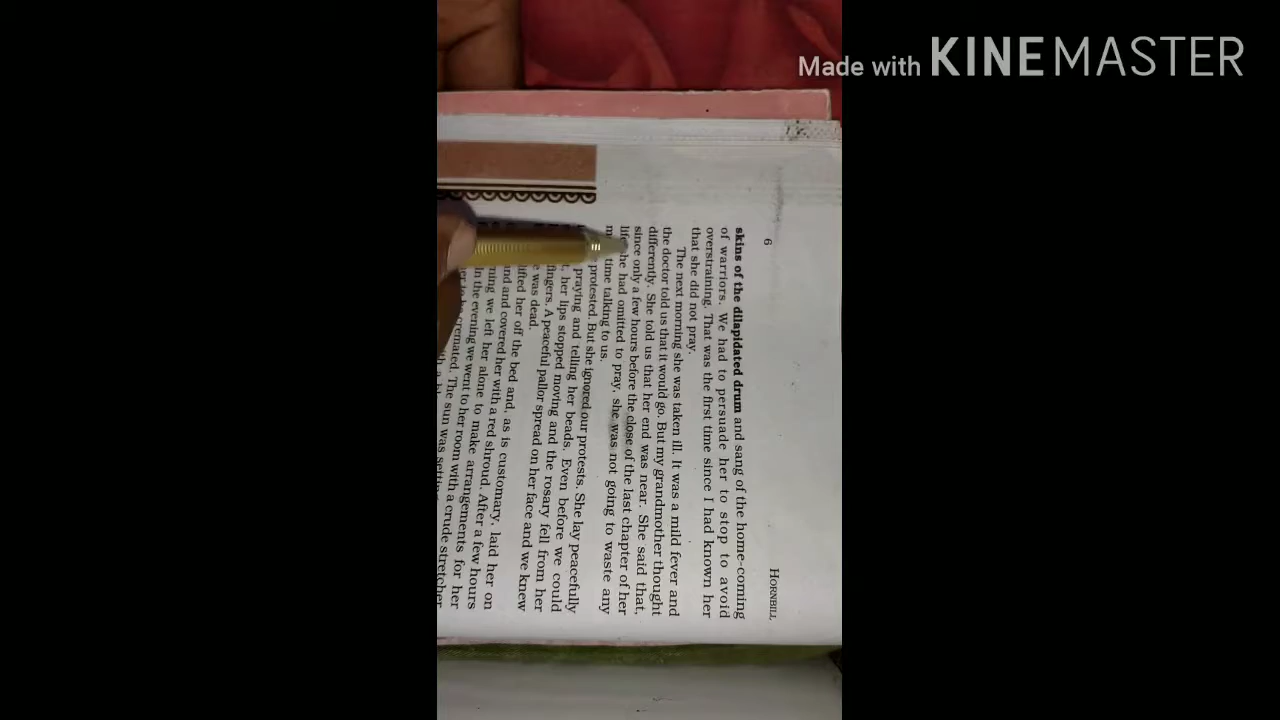 Made with KINEMASTER
6 HORNBILL
skins of the dilapidated drum and sang of the home-coming
of warriors. We had to persuade her to stop to avoid
overstraining. That was the first time since I had known her
that she did not pray.
The next morning she was taken ill. It was a mild fever and
the doctor told us that it would go. But my grandmother thought
differently. She told us that her end was near. She said that,
since only a few hours before the close of the last chapter of her
life she had omitted to pray, she was not going to waste any
time talking to us.
protested. But she ignored our protests. She lay peacefully
praying and telling her beads. Even before we could
her lips stopped moving and the rosary fell from her
fingers. A peaceful pallor spread on her face and we knew
was dead.
her off the bed and, as is customary, laid her on
and covered her with a red shroud. After a few hours
we left her alone to make arrangements for her
In the evening we went to her room with a crude stretcher
to be cremated. The sun was